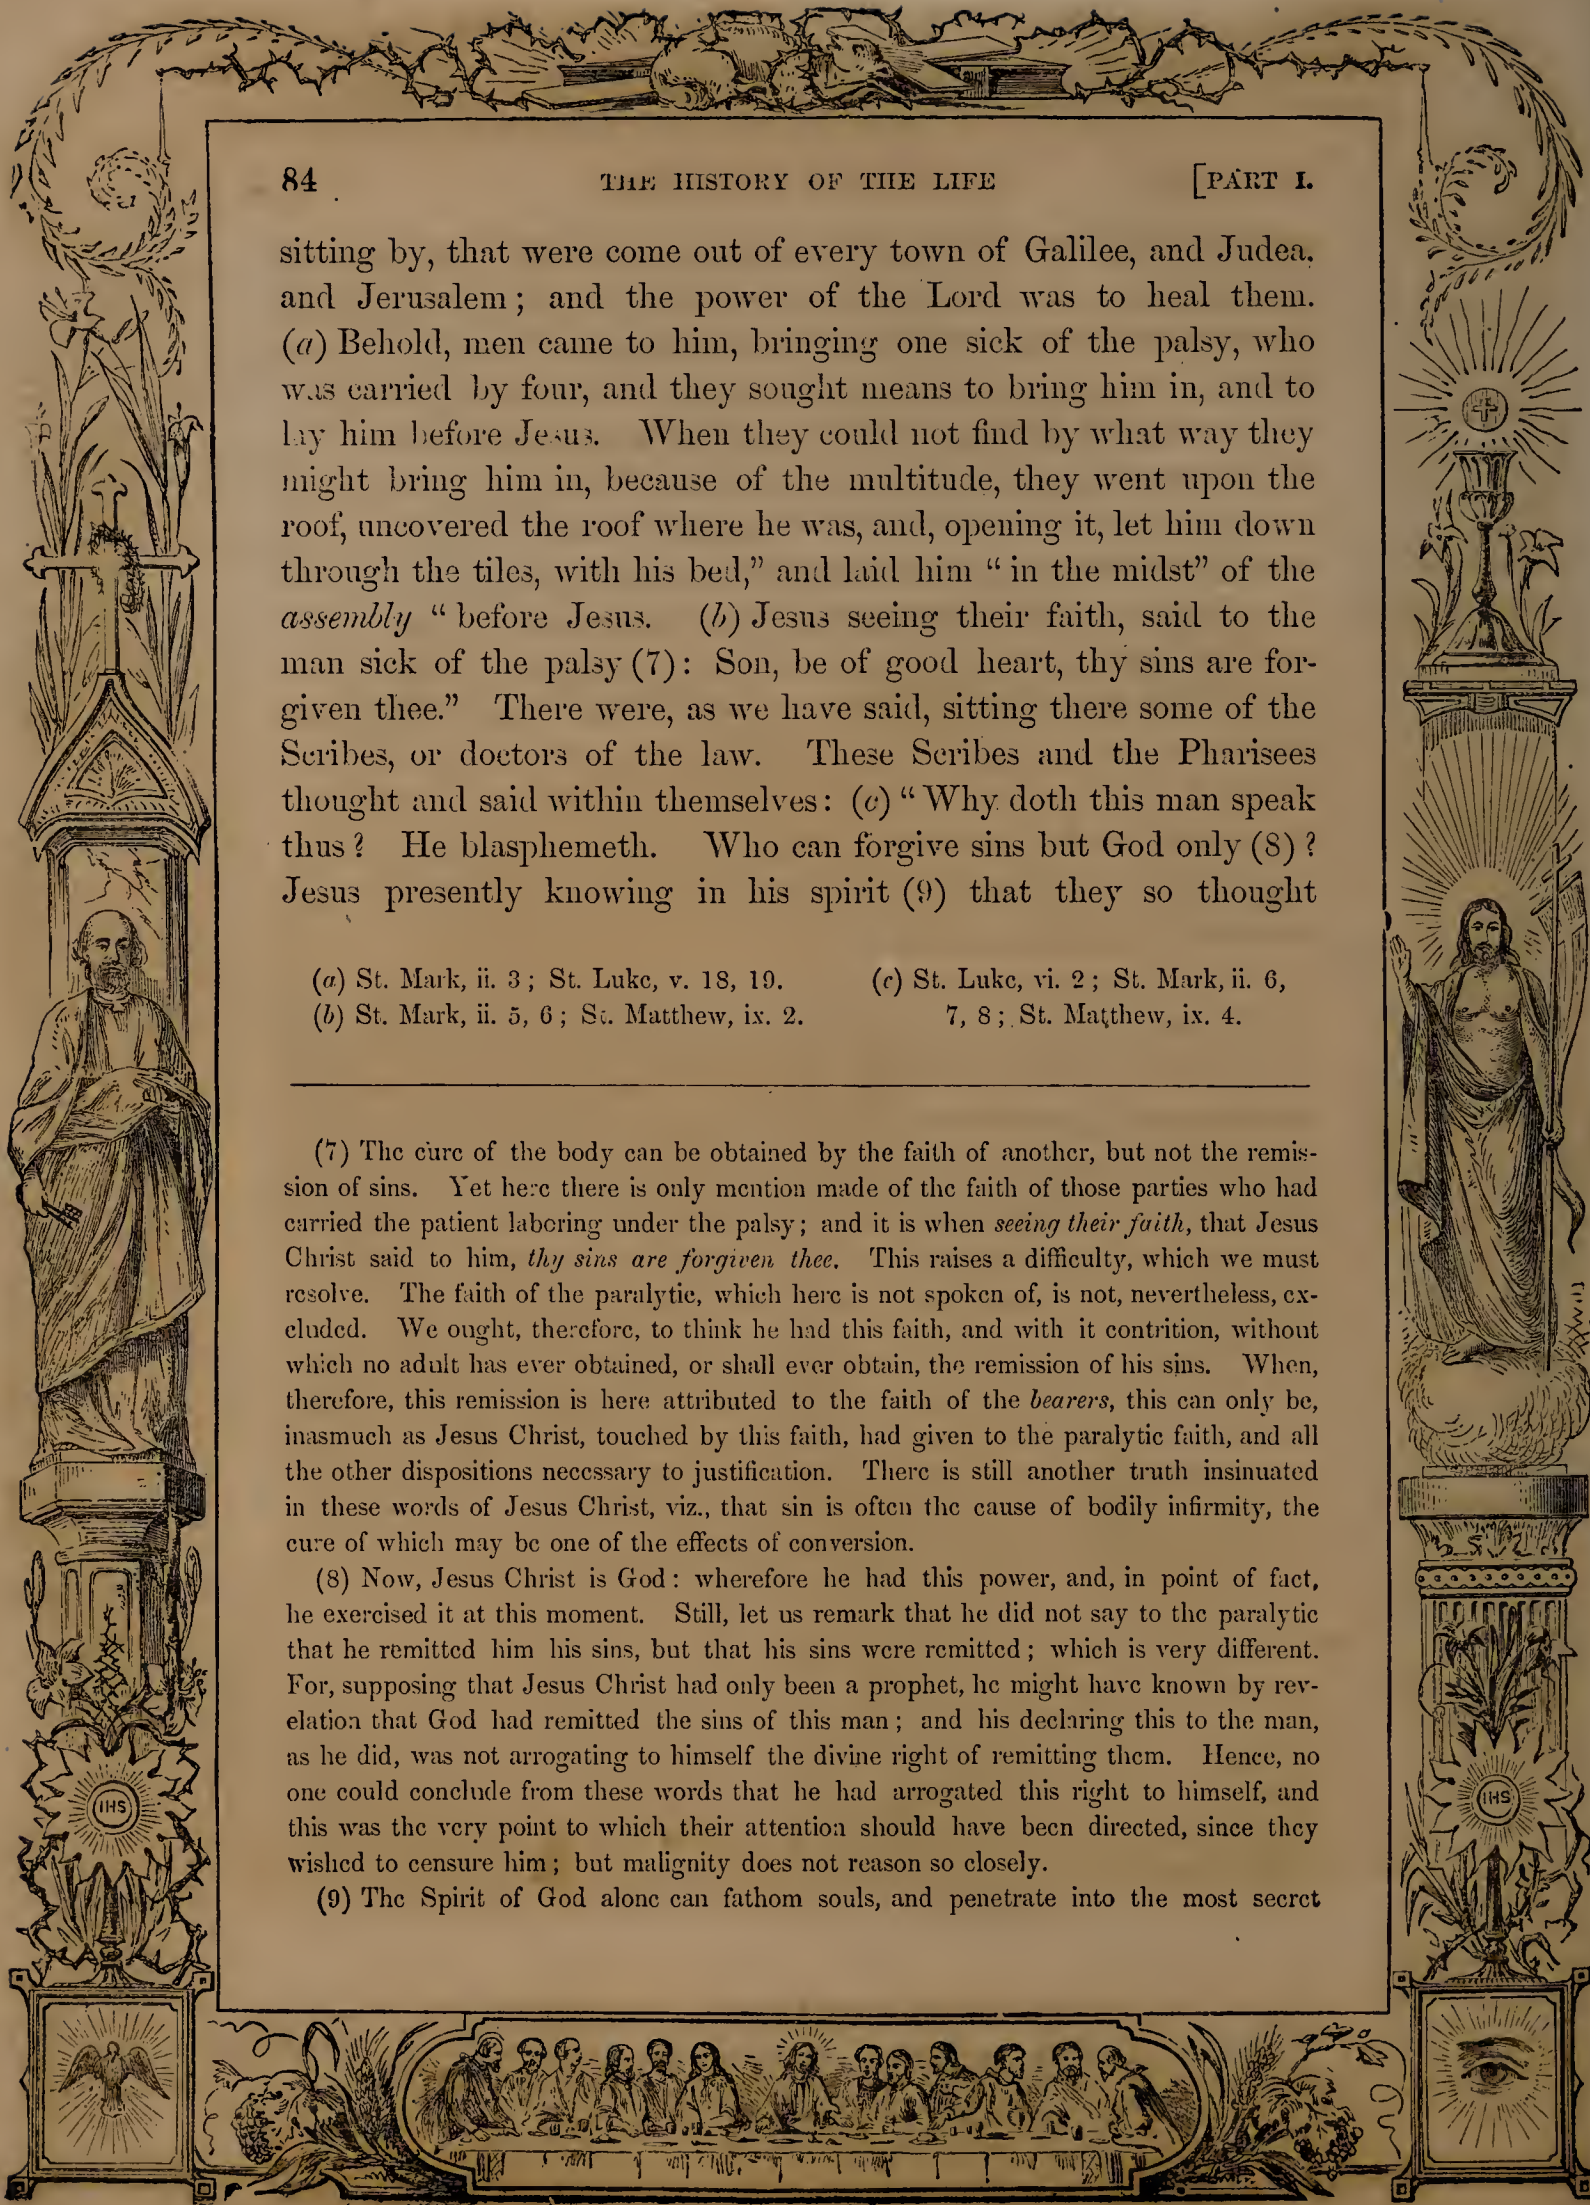 84 THE HISTORY OF THE LIFE [PART I.
sitting by, that were come out of every town of Galilee, and Judea,
and Jerusalem; and the power of the Lord was to heal them.
(a) Behold, men came to him, bringing one sick of the palsy, who
was carried by four, and they sought means to bring him in, and to
lay him before Jesus. When they could not find by what way they
might bring him in, because of the multitude, they went upon the
roof, uncovered the roof where he was, and, opening it, let him down
through the tiles, with his bed,” and laid him “ in the midst” of the
assembly “ before Jesus. (b) Jesus seeing their faith, said to the
man sick of the palsy (7): Son, be of good heart, thy sins are for-
given thee.” There were, as we have said, sitting there some of the
Scribes, or doctors of the law. These Scribes and the Pharisees
thought and said within themselves: (c) “ Why doth this man speak
thus? He blasphemeth. Who can forgive sins but God only (8) ?
Jesus presently knowing in his spirit (9) that they so thought
(a) St. Mark, ii. 3; St. Luke, v. 18, 19.
(b) St. Mark, ii. 5, 6; St. Matthew, ix. 2.
(c) St. Luke, vi. 2; St. Mark, ii. 6,
7, 8; St. Matthew, ix. 4.
(7) The cure of the body can be obtained by the faith of another, but not the remis-
sion of sins. Yet here there is only mention made of the faith of those parties who had
carried the patient laboring under the palsy; and it is when seeing their faith, that Jesus
Christ said to him, thy sins are forgiven thee. This raises a difficulty, which we must
resolve. The faith of the paralytic, which here is not spoken of, is not, nevertheless, ex-
cluded. We ought, therefore, to think he had this faith, and with it contrition, without
which no adult has ever obtained, or shall ever obtain, the remission of his sins. When,
therefore, this remission is here attributed to the faith of the bearers, this can only be,
inasmuch as Jesus Christ, touched by this faith, had given to the paralytic faith, and all
the other dispositions necessary to justification. There is still another truth insinuated
in these words of Jesus Christ, viz., that sin is often the cause of bodily infirmity, the
cure of which may be one of the effects of conversion.
(8) Now, Jesus Christ is God: wherefore he had this power, and, in point of fact,
he exercised it at this moment. Still, let us remark that he did not say to the paralytic
that he remitted him his sins, but that his sins were remitted; which is very different.
For, supposing that Jesus Christ had only been a prophet, he might have known by rev-
elation that God had remitted the sins of this man; and his declaring this to the man,
as he did, was not arrogating to himself the divine right of remitting them. Hence, no
one could conclude from these words that he had arrogated this right to himself, and
this was the very point to which their attention should have been directed, since they
wished to censure him; but malignity does not reason so closely.
(9) The Spirit of God alone can fathom souls, and penetrate into the most secret
IHS
IHS